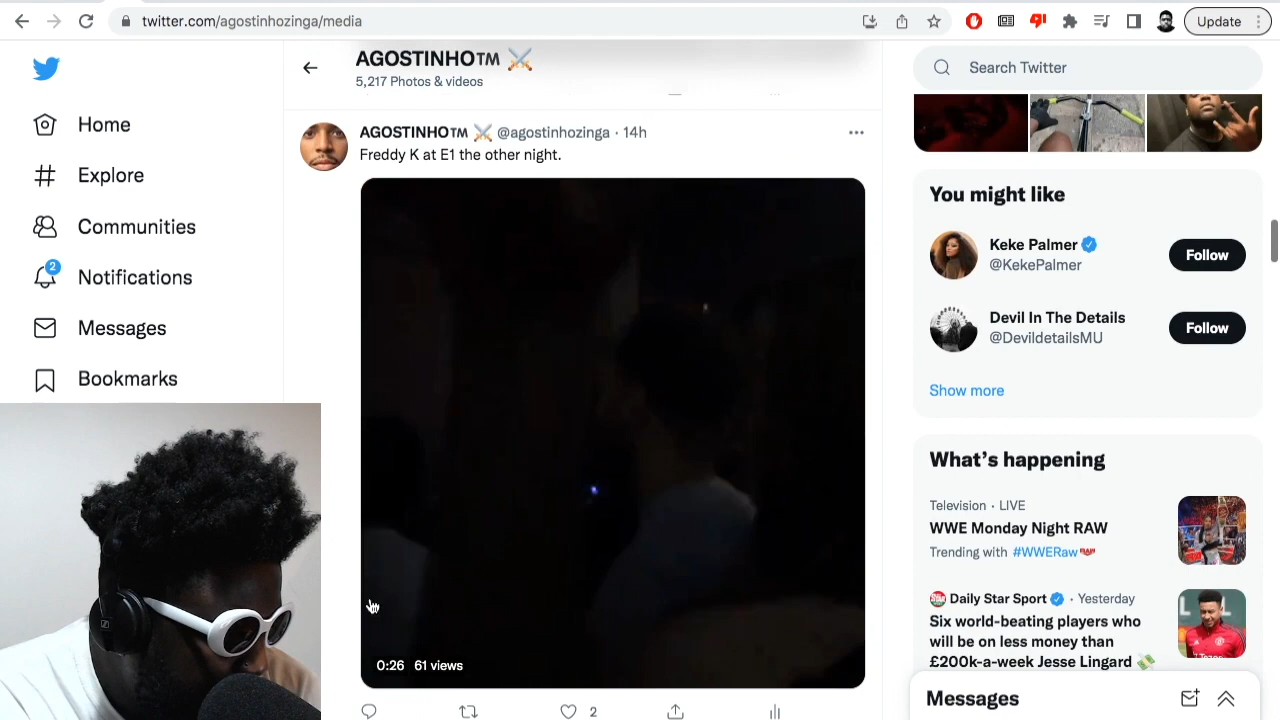 twitter.com/agostinhozinga/media
Update
AGOSTINHO™ ⚔️
5,217 Photos & videos
Search Twitter
Home
Explore
Communities
2
Notifications
Messages
Bookmarks
AGOSTINHO™ ⚔️ @agostinhozinga · 14h
Freddy K at E1 the other night.
0:26 61 views
2
You might like
Keke Palmer
@KekePalmer
Follow
Devil In The Details
@DevildetailsMU
Follow
Show more
What's happening
Television · LIVE
WWE Monday Night RAW
Trending with #WWERaw
Daily Star Sport · Yesterday
Six world-beating players who
will be on less money than
£200k-a-week Jesse Lingard 💸
Messages